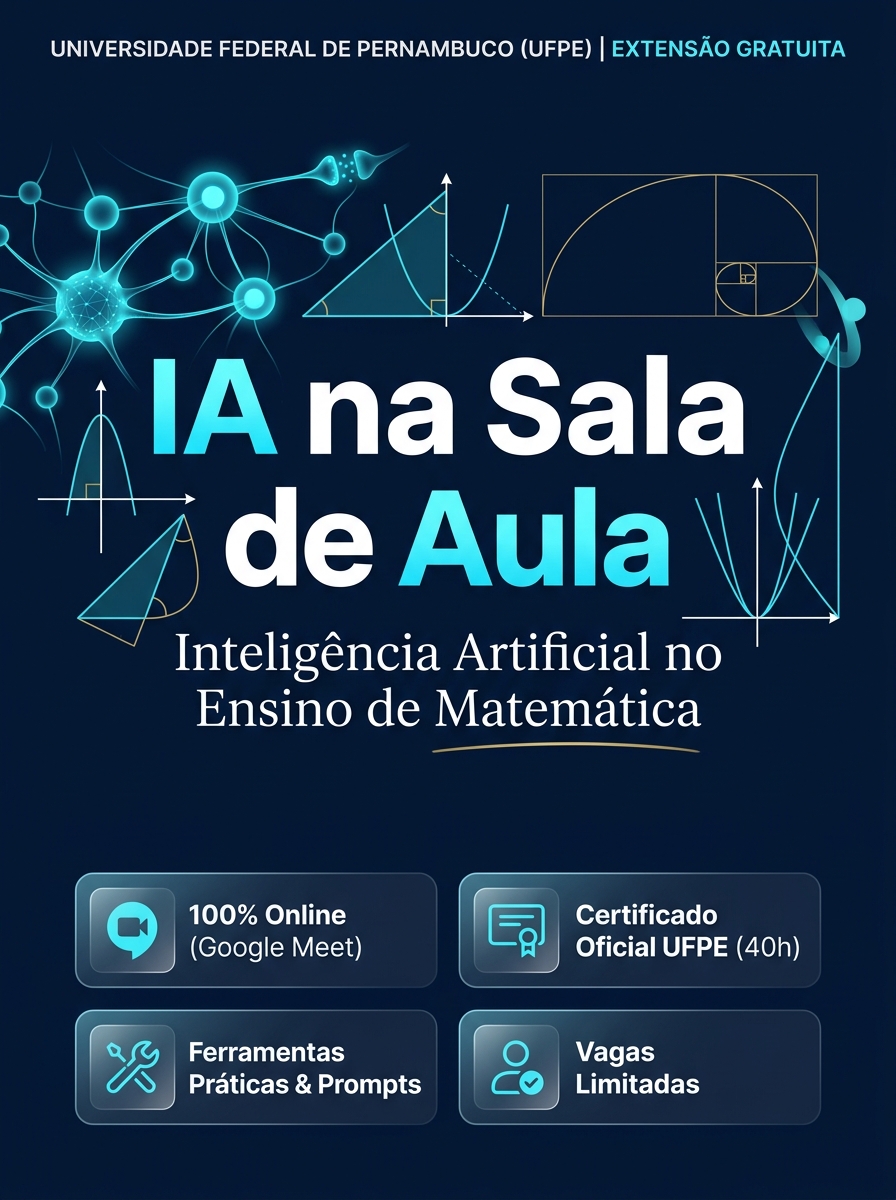 UNIVERSIDADE FEDERAL DE PERNAMBUCO (UFPE) | EXTENSÃO GRATUITA
IA na Sala
de Aula
Inteligência Artificial no
Ensino de Matemática
100% Online
(Google Meet)
Certificado
Oficial UFPE (40h)
Ferramentas
Práticas & Prompts
Vagas
Limitadas